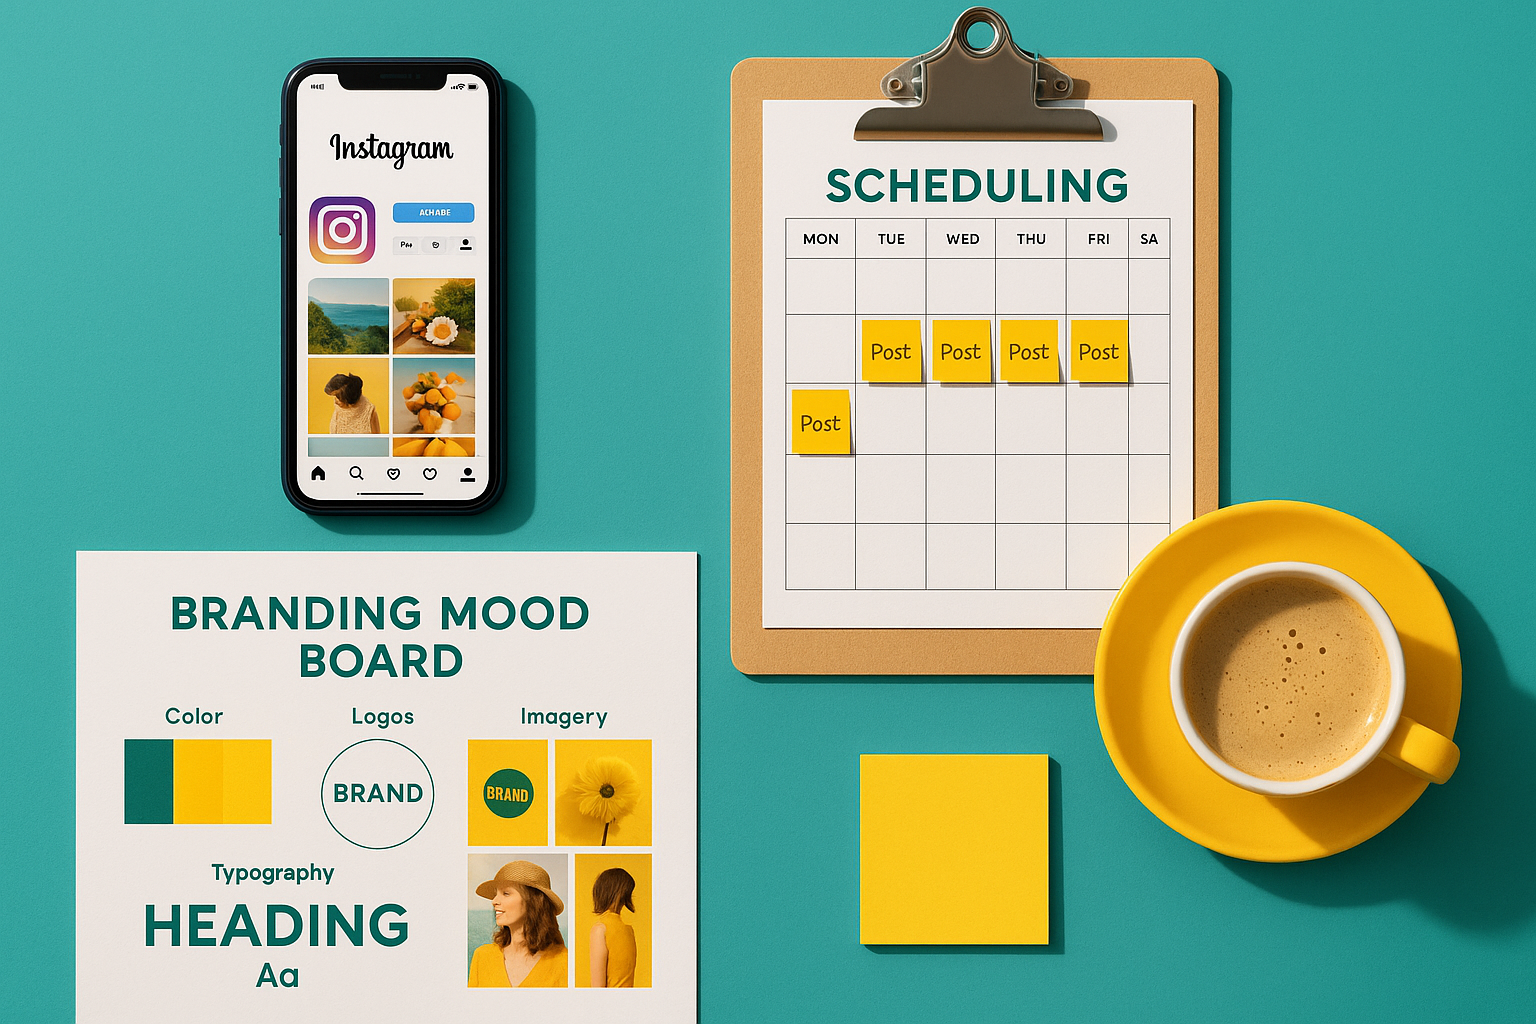 Instagram
ACHABE
SCHEDULING
MON TUE WED THU FRI SA
Post Post Post Post
Post
BRANDING MOOD
BOARD
Color Logos Imagery
BRAND BRAND
Typography
HEADING
Aa